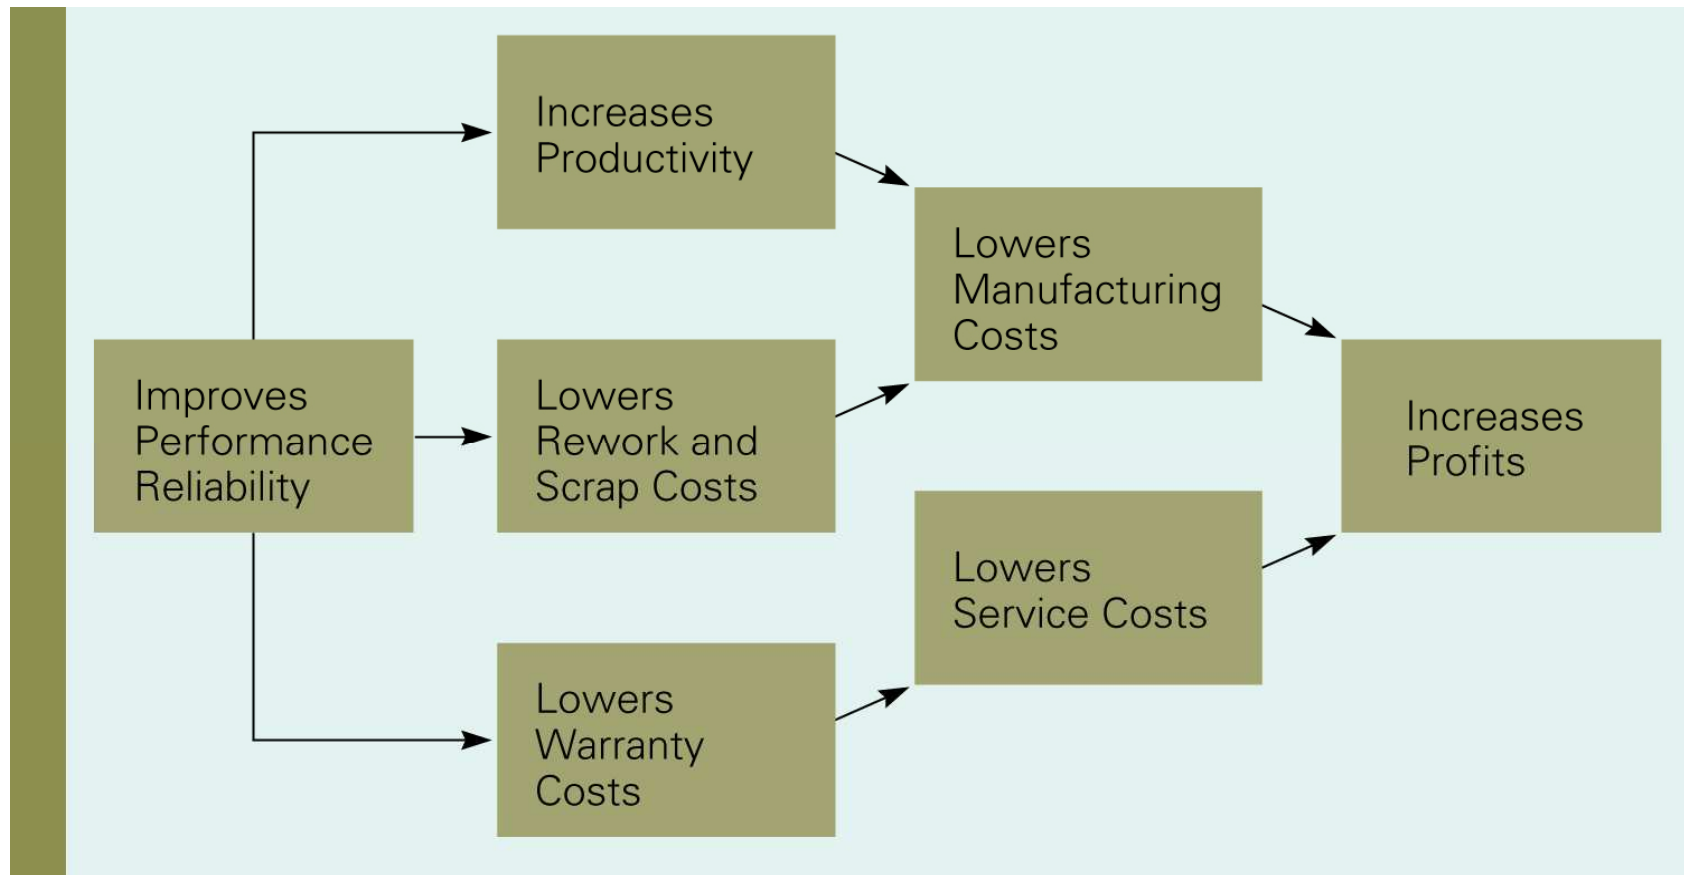 Increases
Productivity
Lowers
Manufacturing
Costs
Improves
Performance
Reliability
Lowers
Rework and
Scrap Costs
Increases
Profits
Lowers
Service Costs
Lowers
Warranty
Costs